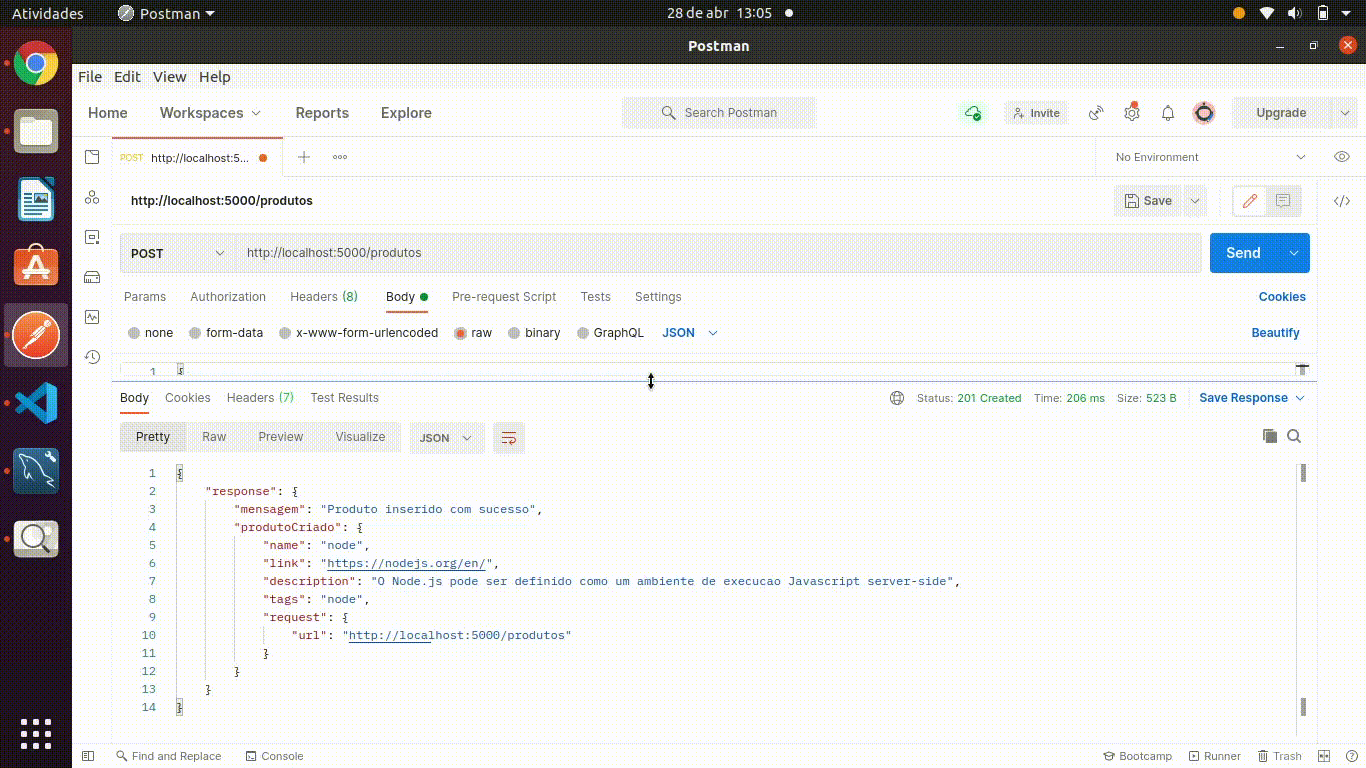 Atividades Postman 28 de abr 13:05
Postman
File Edit View Help
Home Workspaces Reports Explore Search Postman Invite Upgrade
POST http://localhost:5... No Environment
http://localhost:5000/produtos Save
POST http://localhost:5000/produtos Send
Params Authorization Headers (8) Body Pre-request Script Tests Settings Cookies
none form-data x-www-form-urlencoded raw binary GraphQL JSON Beautify
1 {
Body Cookies Headers (7) Test Results Status: 201 Created Time: 206 ms Size: 523 B Save Response
Pretty Raw Preview Visualize JSON
1 {
2 "response": {
3 "mensagem": "Produto inserido com sucesso",
4 "produtoCriado": {
5 "name": "node",
6 "link": "https://nodejs.org/en/",
7 "description": "O Node.js pode ser definido como um ambiente de execucao Javascript server-side",
8 "tags": "node",
9 "request": {
10 "url": "http://localhost:5000/produtos"
11 }
12 }
13 }
14 }
Find and Replace Console Bootcamp Runner Trash